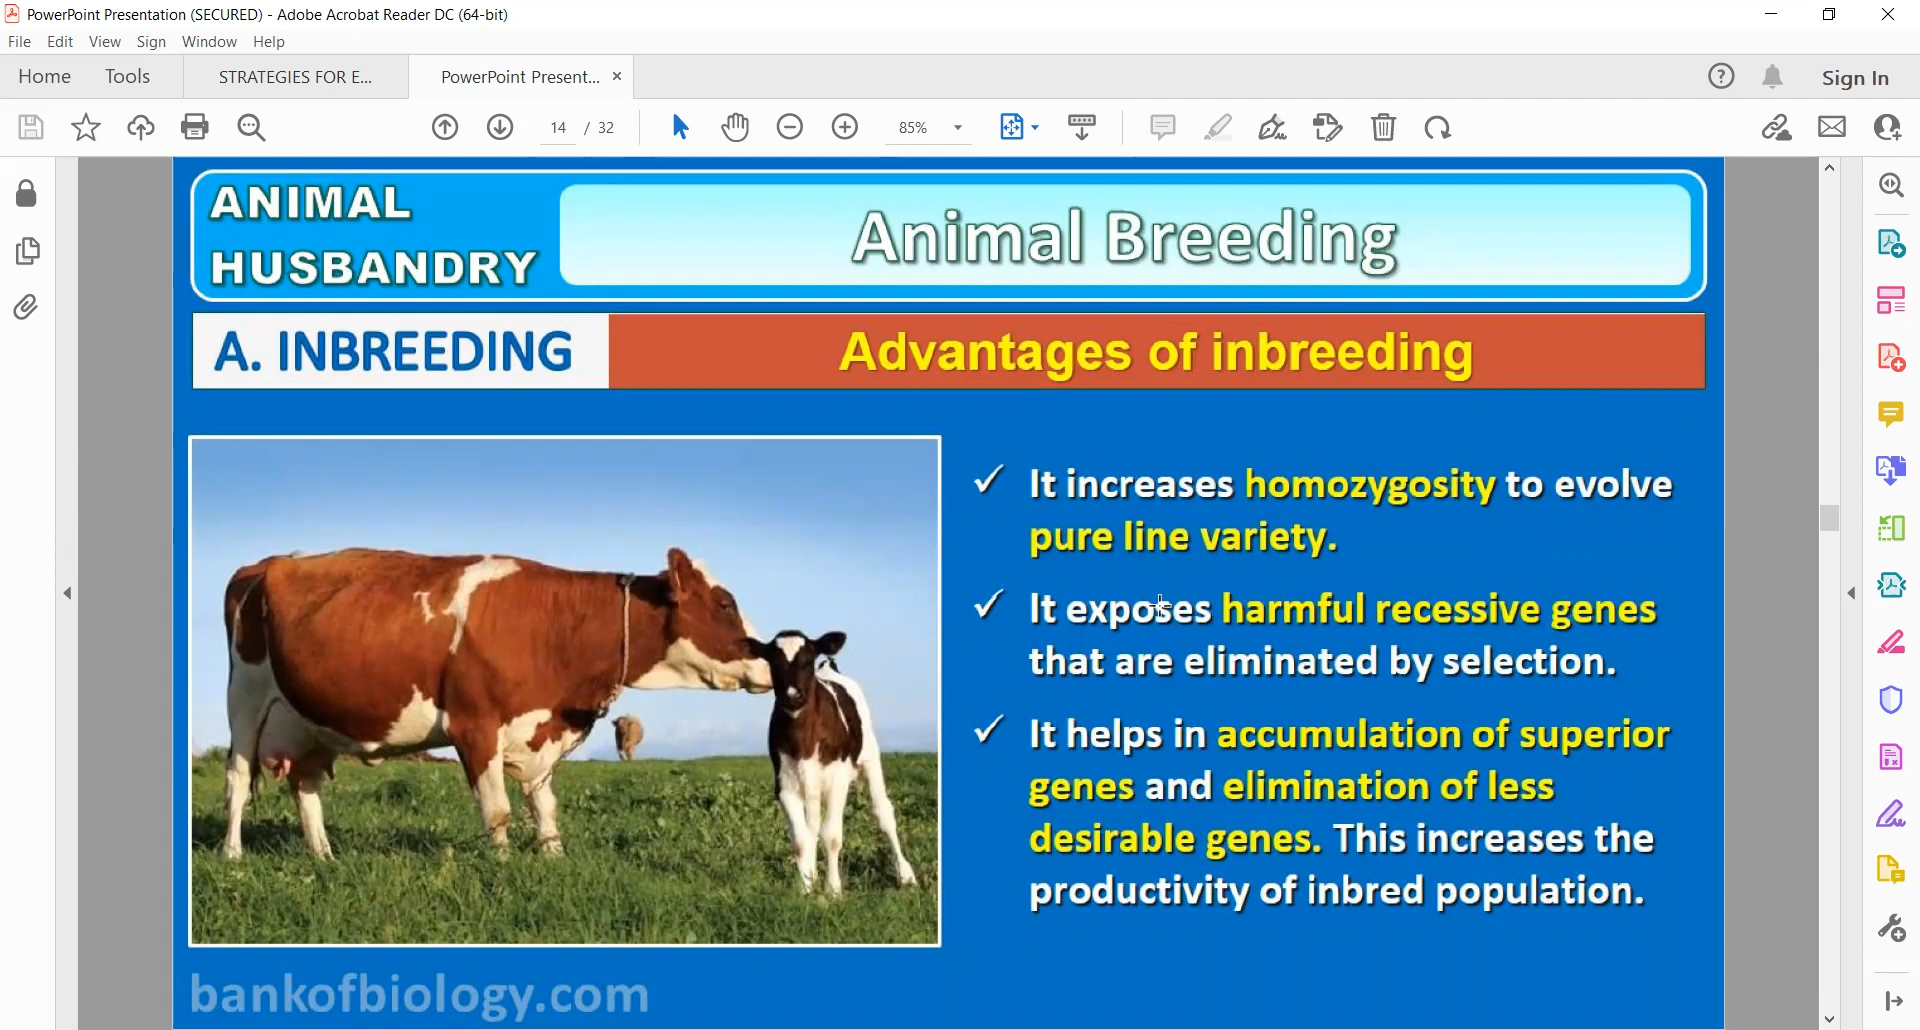 PowerPoint Presentation (SECURED) - Adobe Acrobat Reader DC (64-bit)
File Edit View Sign Window Help
Home Tools STRATEGIES FOR E... PowerPoint Present... × ? Sign In
14 / 32 85%
ANIMAL
HUSBANDRY
Animal Breeding
A. INBREEDING
Advantages of inbreeding
✓ It increases homozygosity to evolve
pure line variety.
✓ It exposes harmful recessive genes
that are eliminated by selection.
✓ It helps in accumulation of superior
genes and elimination of less
desirable genes. This increases the
productivity of inbred population.
bankofbiology.com